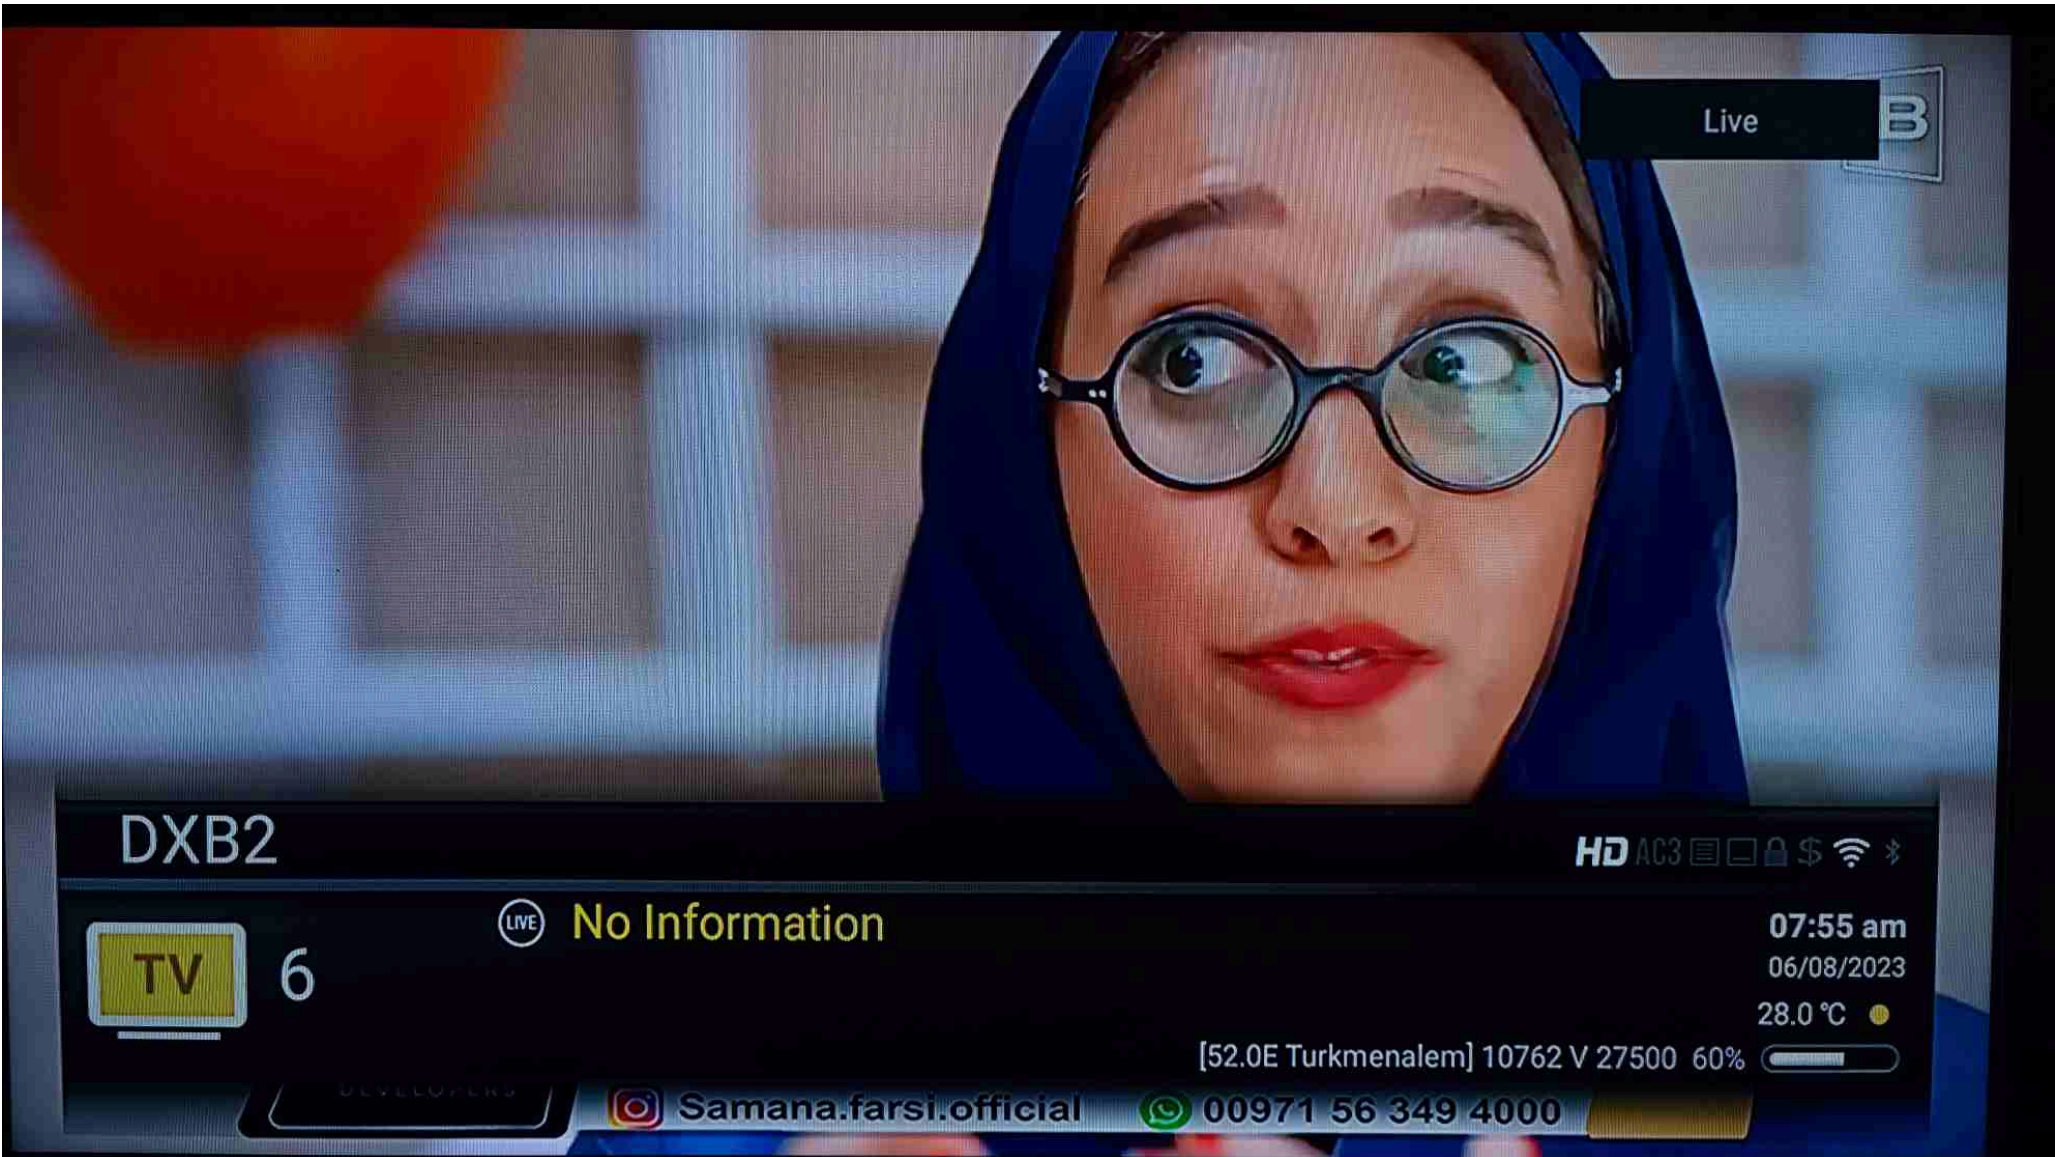 Live
B
DXB2
HD AC3 $
LIVE No Information
07:55 am
TV 6
06/08/2023
28.0 °C
[52.0E Turkmenalem] 10762 V 27500 60%
DEVELOPERS
Samana.farsi.official 00971 56 349 4000